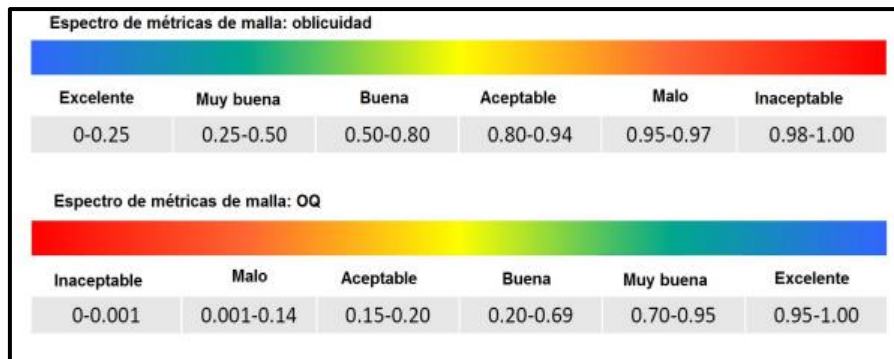 Espectro de métricas de malla: oblicuidad
Excelente Muy buena Buena Aceptable Malo Inaceptable
0-0.25 0.25-0.50 0.50-0.80 0.80-0.94 0.95-0.97 0.98-1.00
Espectro de métricas de malla: OQ
Inaceptable Malo Aceptable Buena Muy buena Excelente
0-0.001 0.001-0.14 0.15-0.20 0.20-0.69 0.70-0.95 0.95-1.00